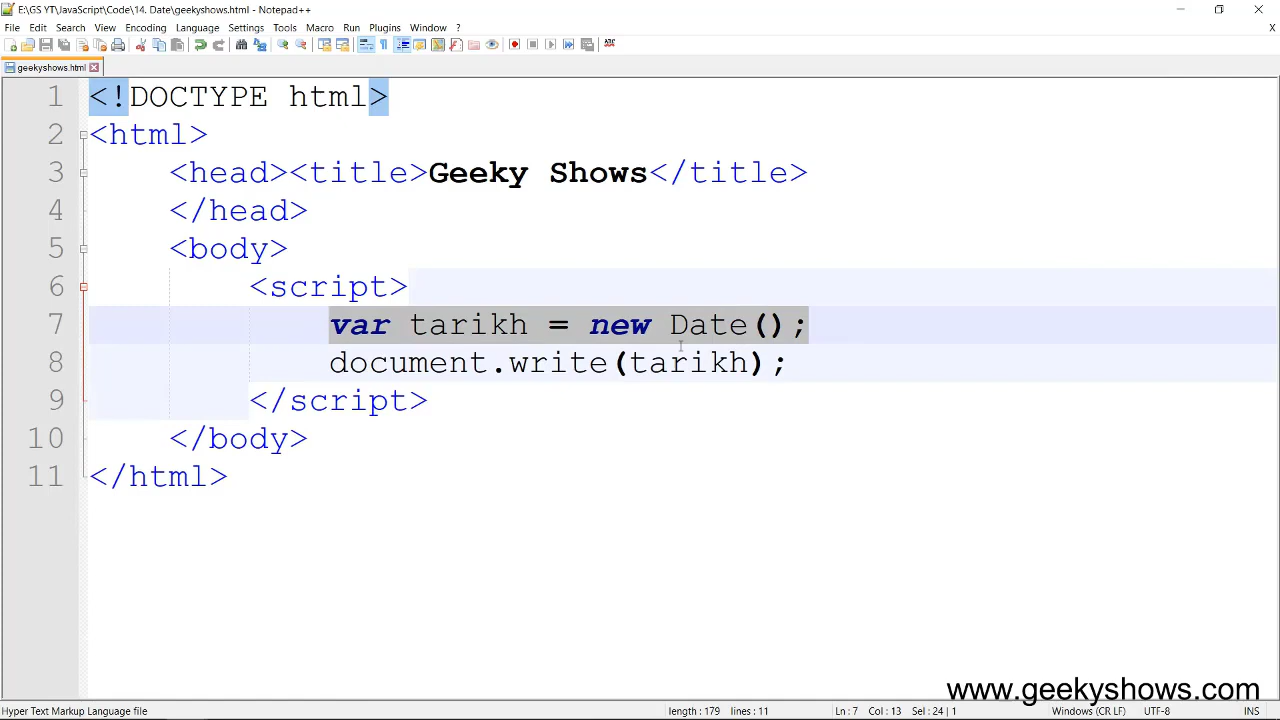 E:\GS YT\JavaScript\Code\14. Date\geekyshows.html - Notepad++
File Edit Search View Encoding Language Settings Tools Macro Run Plugins Window ?
X
geekyshows.html
1 <!DOCTYPE html>
2 <html>
3 <head><title>Geeky Shows</title>
4 </head>
5 <body>
6 <script>
7 var tarikh = new Date();
8 document.write(tarikh);
9 </script>
10 </body>
11 </html>
www.geekyshows.com
Hyper Text Markup Language file length : 179 lines : 11 Ln : 7 Col : 13 Sel : 24 | 1 Windows (CR LF) UTF-8 INS